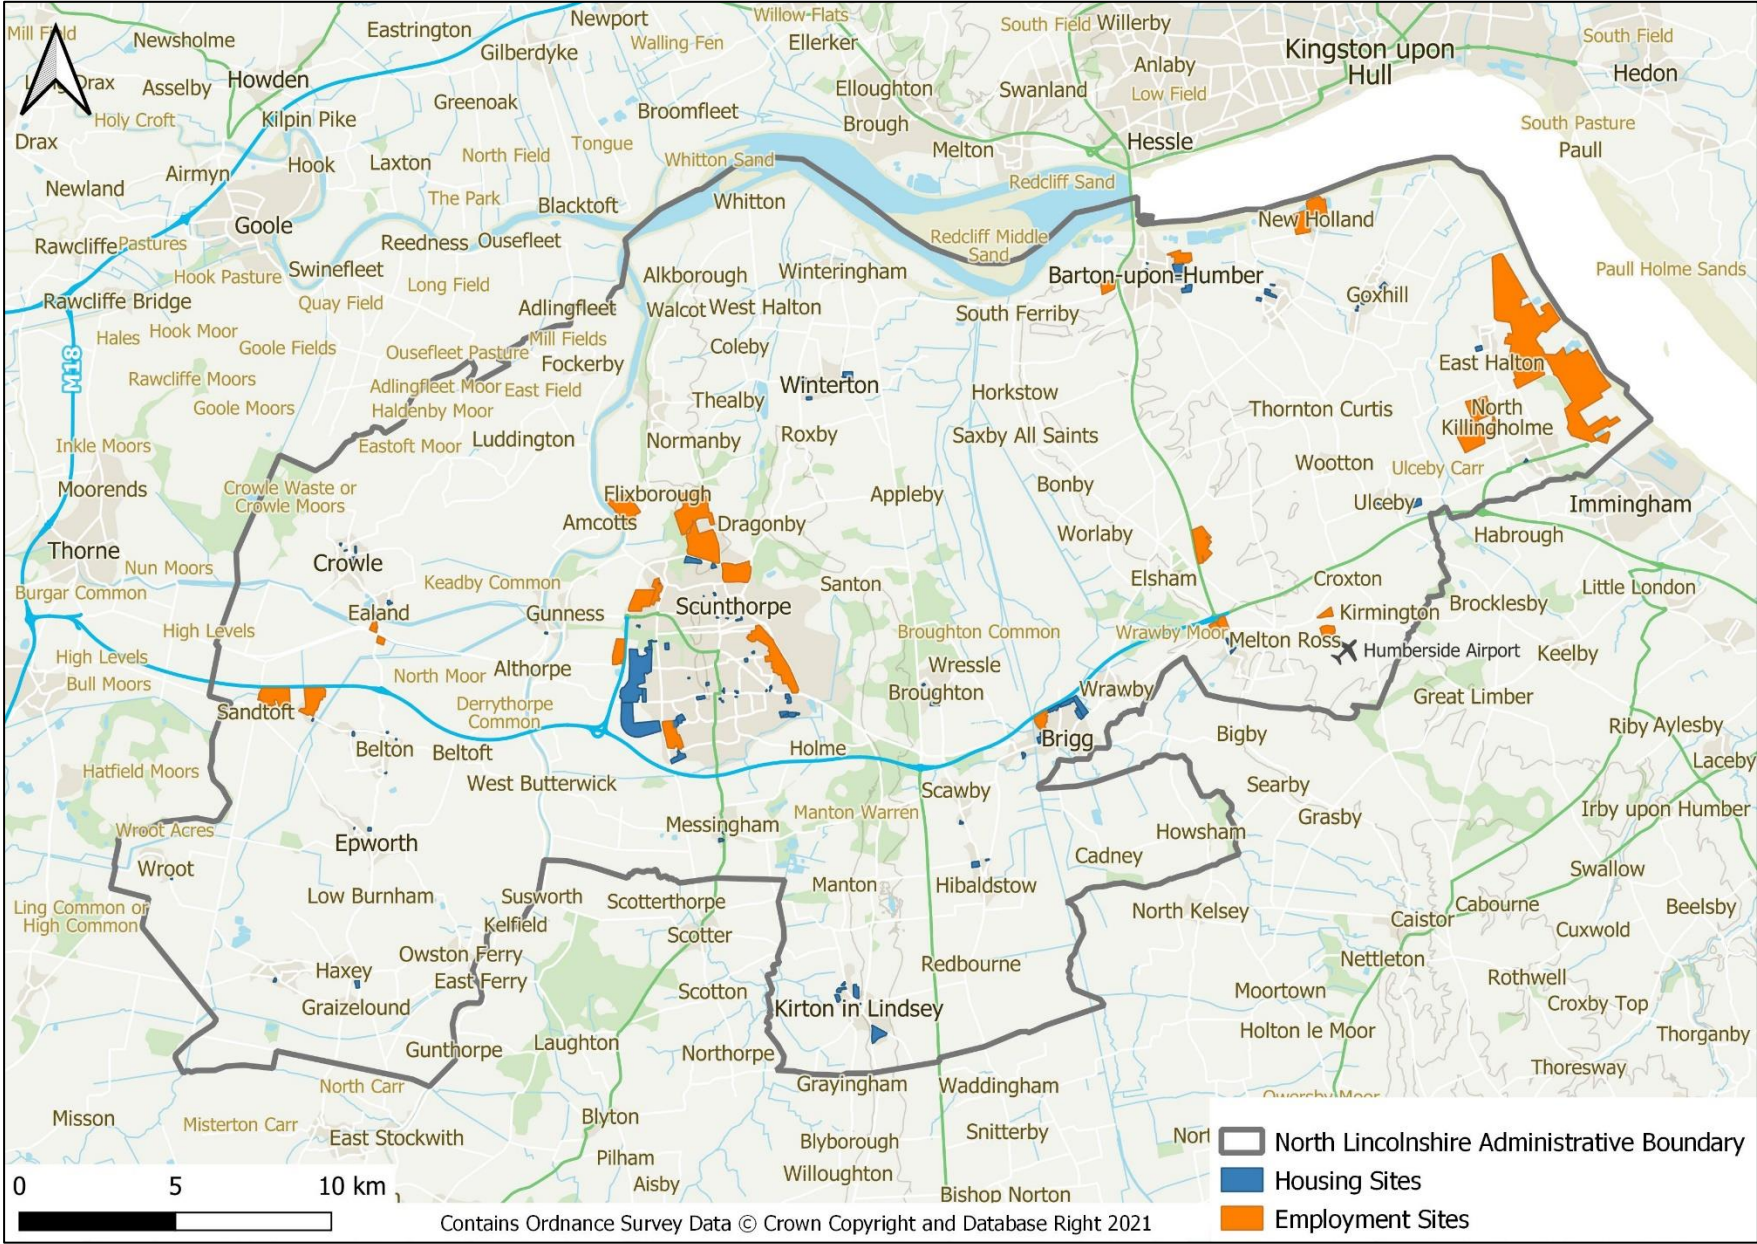 Mill Field
Newsholme
Eastrington
Newport
Gilberdyke
Walling Fen
Willow Flats
Ellerker
South Field
Willerby
Kingston upon
Hull
South Field
Hedon
Drax
Asselby
Howden
Greenoak
Broomfleet
Elloughton
Brough
Swanland
Anlaby
Low Field
Holy Croft
Kilpin Pike
Drax
Airmyn
Hook
Laxton
North Field
Tongue
Whitton Sand
Melton
Hessle
South Pasture
Paull
Newland
The Park
Blacktoft
Whitton
Redcliff Sand
Goole
Rawcliffe
Pastures
Reedness
Ousefleet
Redcliff Middle
Sand
New Holland
Hook Pasture
Swinefleet
Long Field
Alkborough
Winteringham
Barton-upon-Humber
Goxhill
Paull Holme Sands
Rawcliffe Bridge
Quay Field
Adlingfleet
Walcot
West Halton
South Ferriby
M18
Hales
Hook Moor
Goole Fields
Ousefleet Pasture
Mill Fields
Fockerby
Coleby
East Halton
Rawcliffe Moors
Goole Moors
Adlingfleet Moor
East Field
Haldenby Moor
Thealby
Winterton
Horkstow
Thornton Curtis
North
Killingholme
Inkle Moors
Eastoft Moor
Luddington
Normanby
Roxby
Saxby All Saints
Wootton
Ulceby Carr
Moorends
Crowle Waste or
Crowle Moors
Flixborough
Amcotts
Dragonby
Appleby
Bonby
Ulceby
Immingham
Thorne
Nun Moors
Crowle
Keadby Common
Santon
Worlaby
Elsham
Croxton
Habrough
Burgar Common
Ealand
Gunness
Scunthorpe
Kirmington
Brocklesby
Little London
High Levels
Broughton Common
Wrawby Moor
Melton Ross
Humberside Airport
Keelby
High Levels
Bull Moors
North Moor
Althorpe
Wressle
Broughton
Wrawby
Great Limber
Sandtoft
Derrythorpe
Common
Belton
Beltoft
Holme
Brigg
Bigby
Riby
Aylesby
Hatfield Moors
West Butterwick
Scawby
Searby
Laceby
Wroot Acres
Wroot
Epworth
Messingham
Manton Warren
Howsham
Cadney
Grasby
Irby upon Humber
Swallow
Ling Common or
High Common
Low Burnham
Susworth
Kelfield
Scotterthorpe
Manton
Hibaldstow
North Kelsey
Caistor
Cabourne
Beelsby
Cuxwold
Scotter
Owston Ferry
East Ferry
Haxey
Graizelound
Redbourne
Nettleton
Rothwell
Scotton
Kirton in Lindsey
Moortown
Croxby Top
Holton le Moor
Thorganby
Gunthorpe
Laughton
Northorpe
Thoresway
North Carr
Grayingham
Waddingham
Misson
Misterton Carr
East Stockwith
Blyton
Blyborough
Snitterby
Pilham
Aisby
Willoughton
Bishop Norton
North Lincolnshire Administrative Boundary
Housing Sites
Employment Sites
0 5 10 km
Contains Ordnance Survey Data © Crown Copyright and Database Right 2021